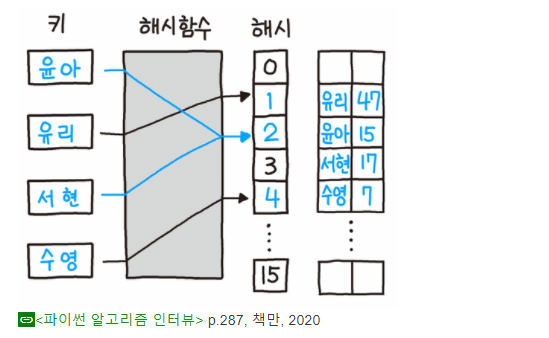 키 해시함수 해시
윤아
유리
서현
수영
0
1
2
3
4
15
유리 47
윤아 15
서현 17
수영 7
<파이썬 알고리즘 인터뷰> p.287, 책만, 2020